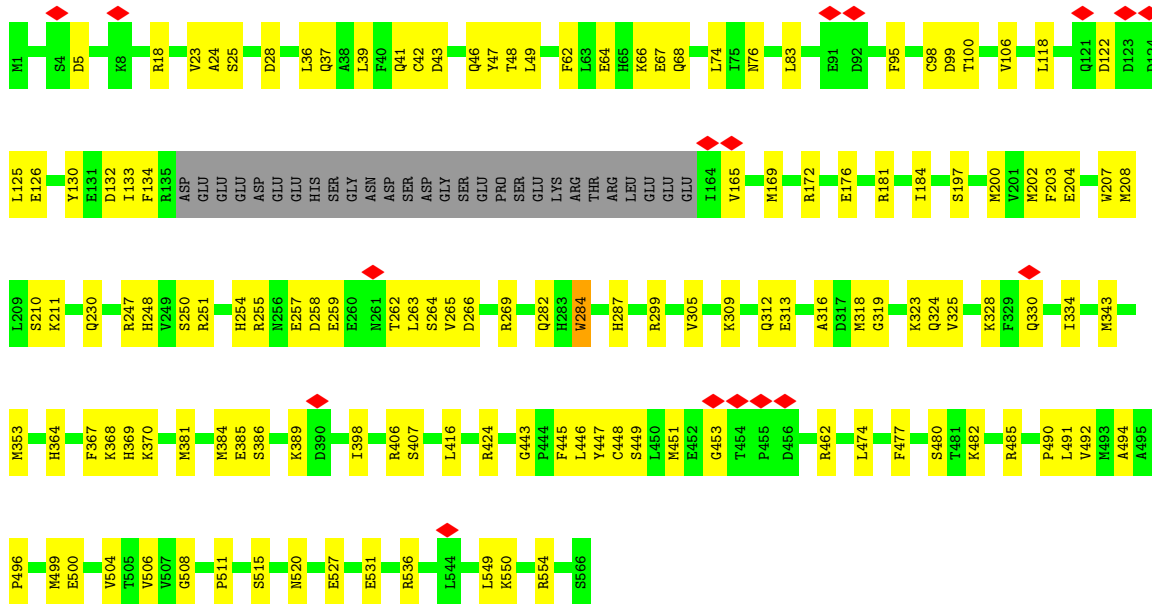 M1 S4 D5 K8 R18 V23 A24 S25 D28 L36 Q37 A38 L39 F40 Q41 C42 D43 Q46 Y47 T48 L49 F62 L63 E64 H65 K66 E67 Q68 L74 I75 N76 L83 E91 D92 F95 C98 D99 T100 V106 L118 Q121 D122 D123 D124
L125 E126 Y130 E131 D132 I133 F134 R135 ASP GLU GLU GLU ASP GLU GLU HIS SER GLY ASN ASP SER ASP GLY SER GLU PRO SER GLU LYS ARG THR ARG LEU GLU GLU GLU I164 V165 M169 R172 E176 R181 I184 S197 M200 V201 M202 F203 E204 W207 M208
L209 S210 K211 Q230 R247 H248 V249 S250 R251 H254 R255 N256 E257 D258 E259 E260 N261 T262 L263 S264 V265 D266 R269 Q282 H283 W284 H287 R299 V305 K309 Q312 E313 A316 D317 M318 G319 K323 Q324 V325 K328 F329 Q330 I334 M343
M353 H364 F367 K368 H369 K370 M381 M384 E385 S386 K389 D390 I398 R406 S407 L416 R424 G443 P444 F445 L446 Y447 C448 S449 L450 M451 E452 G453 T454 P455 D456 R462 L474 F477 S480 T481 K482 R485 P490 L491 V492 M493 A494 A495
P496 M499 E500 V504 T505 V506 V507 G508 P511 S515 N520 E527 E531 R536 L544 L549 K550 R554 S566